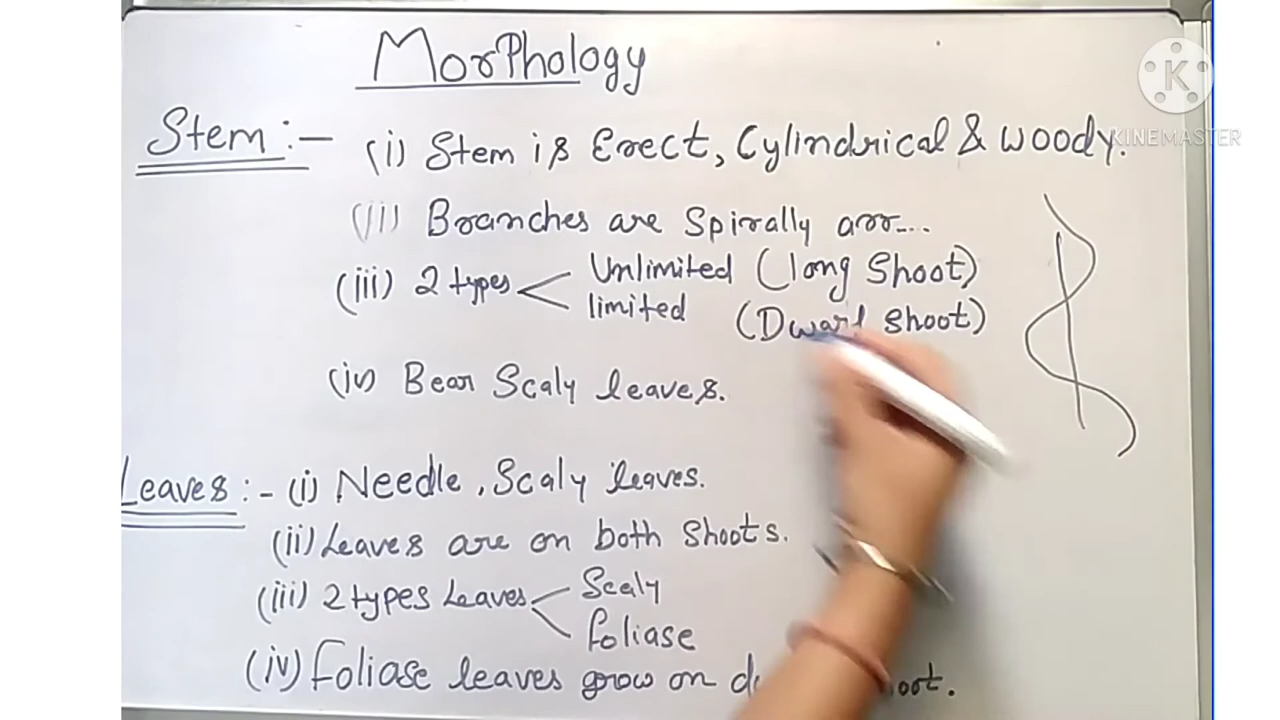 Morphology
Stem :- (i) Stem is Erect, Cylindrical & woody.
(ii) Branches are Spirally arr...
(iii) 2 types Unlimited (long Shoot)
limited (Dwarf Shoot)
(iv) Bear Scaly leaves.
Leaves :- (i) Needle, Scaly leaves.
(ii) Leaves are on both Shoots.
(iii) 2 types Leaves Scaly
foliase
(iv) foliase leaves grow on
K
KINEMASTER